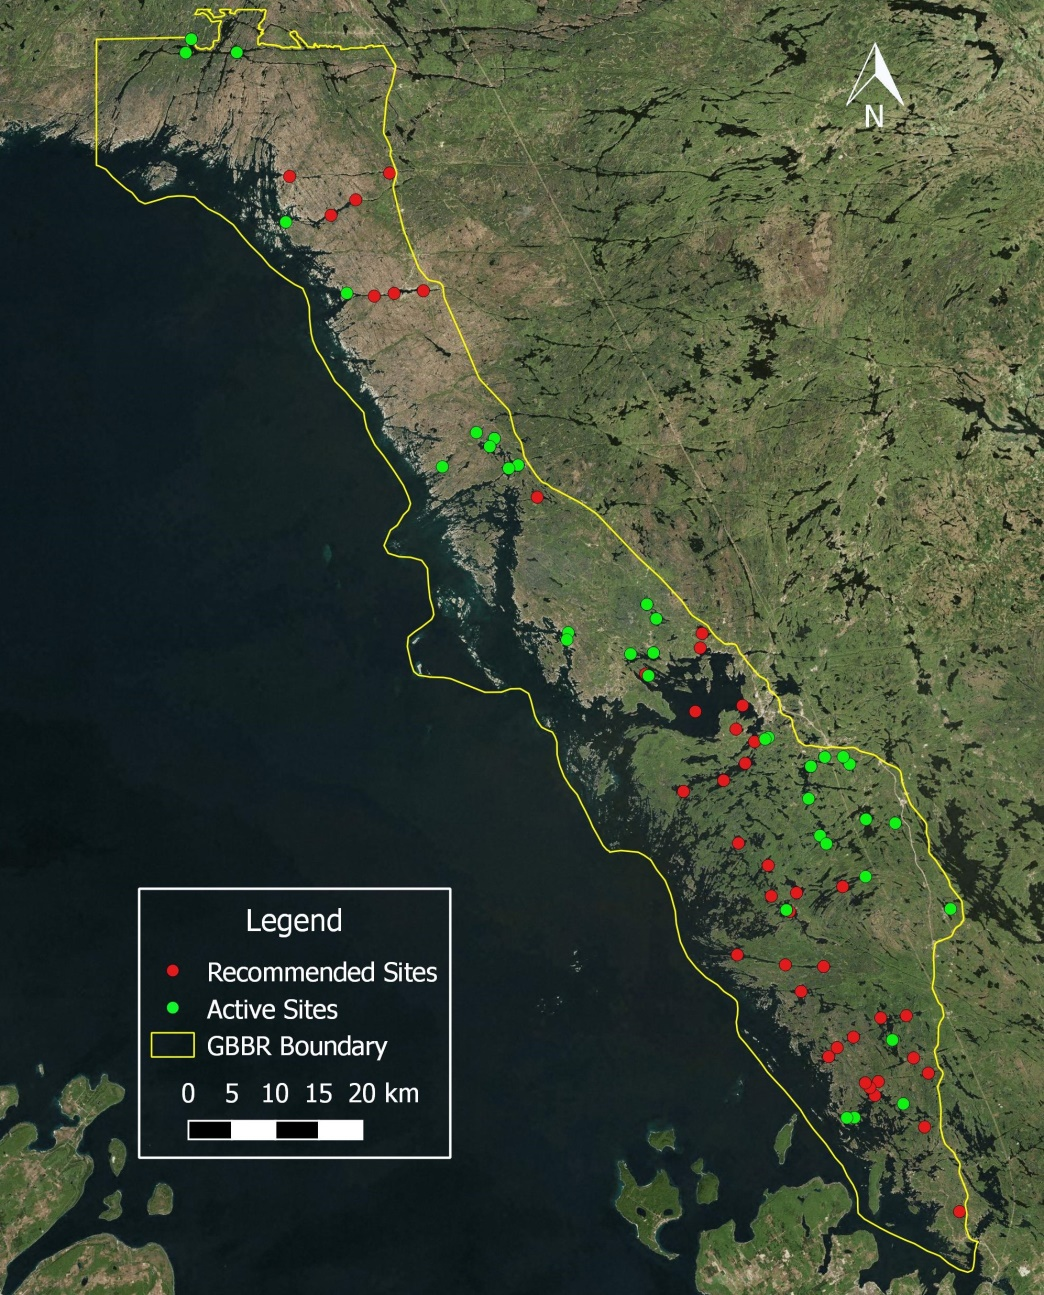 N
Legend
Recommended Sites
Active Sites
GBBR Boundary
0 5 10 15 20 km